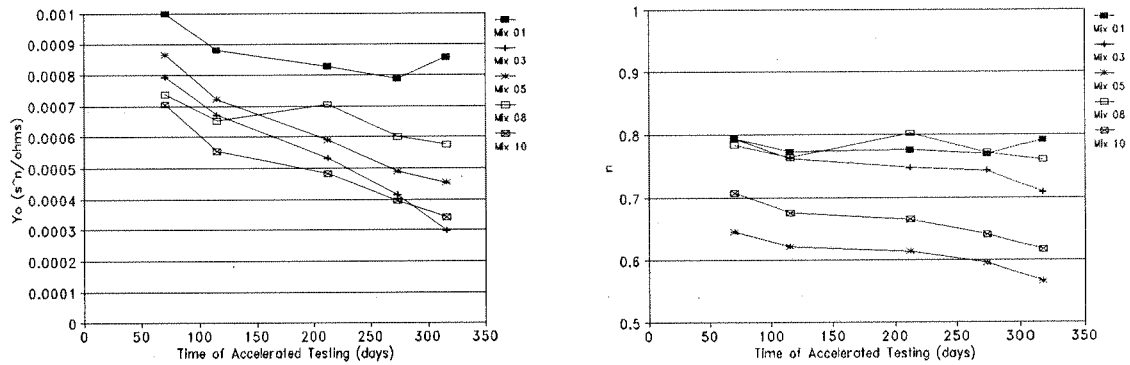 0.001
0.0009
0.0008
0.0007
0.0006
0.0005
0.0004
0.0003
0.0002
0.0001
0
Yo (s^n/ohms)
0 50 100 150 200 250 300 350
Time of Accelerated Testing (days)
Mix 01
Mix 03
Mix 05
Mix 08
Mix 10
1
0.9
0.8
0.7
0.6
0.5
n
0 50 100 150 200 250 300 350
Time of Accelerated Testing (days)
Mix 01
Mix 03
Mix 05
Mix 08
Mix 10